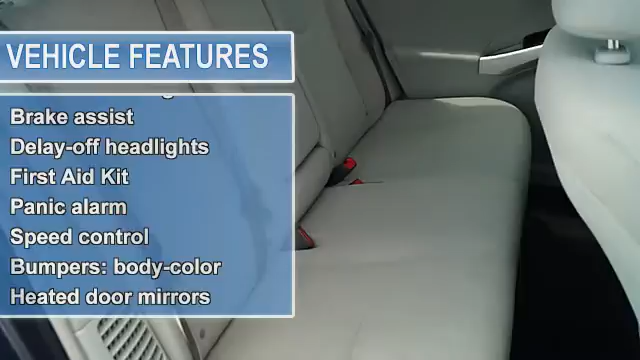 VEHICLE FEATURES
Brake assist
Delay-off headlights
First Aid Kit
Panic alarm
Speed control
Bumpers: body-color
Heated door mirrors